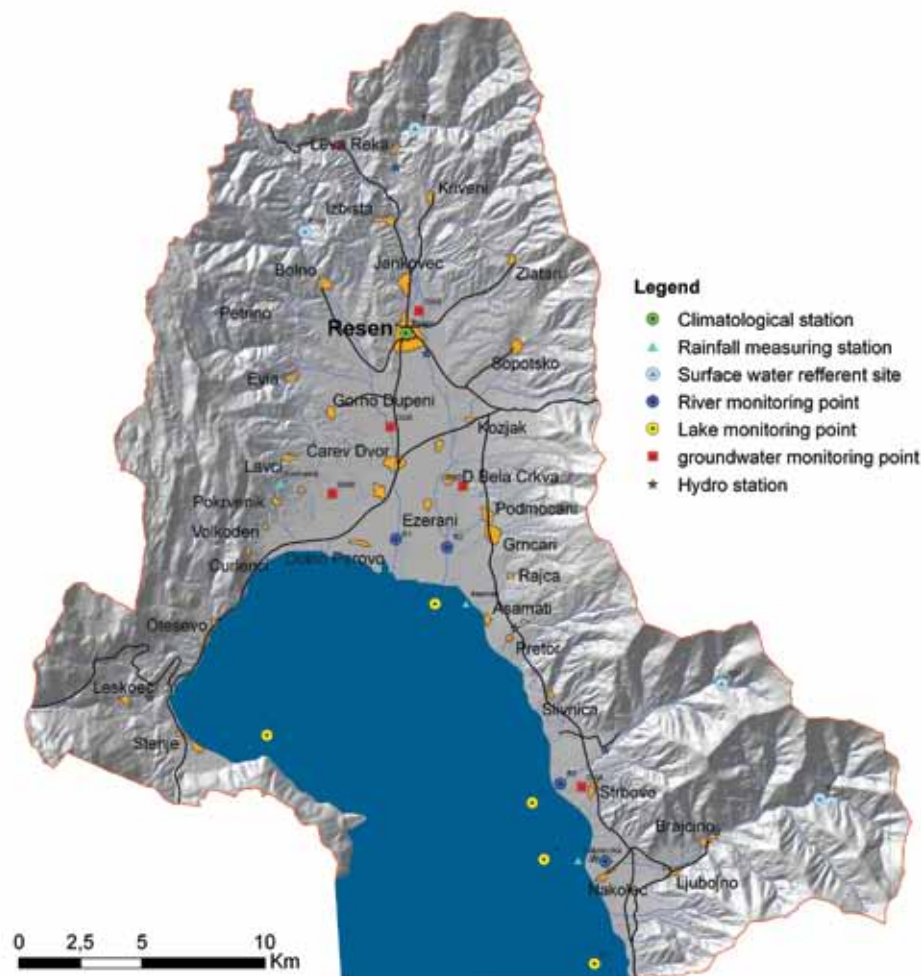 Leva Reka
Kriveni
Izbista
Bolno
Jankovec
Zlatari
Petrino
Resen
Sopotsko
Evla
Gorno Dupeni
Kozjak
Carev Dvor
Lavci
D.Bela Crkva
Pokrvenik
Ezerani
Podmocani
Volkoderi
Grncari
Dolno Perovo
Curlenci
Rajca
Asamati
Otesevo
Pretor
Leskoec
Slivnica
Stenje
Strbovo
Brajcino
Nakolec
Ljubojno
Legend
Climatological station
Rainfall measuring station
Surface water refferent site
River monitoring point
Lake monitoring point
groundwater monitoring point
Hydro station
0 2,5 5 10
Km